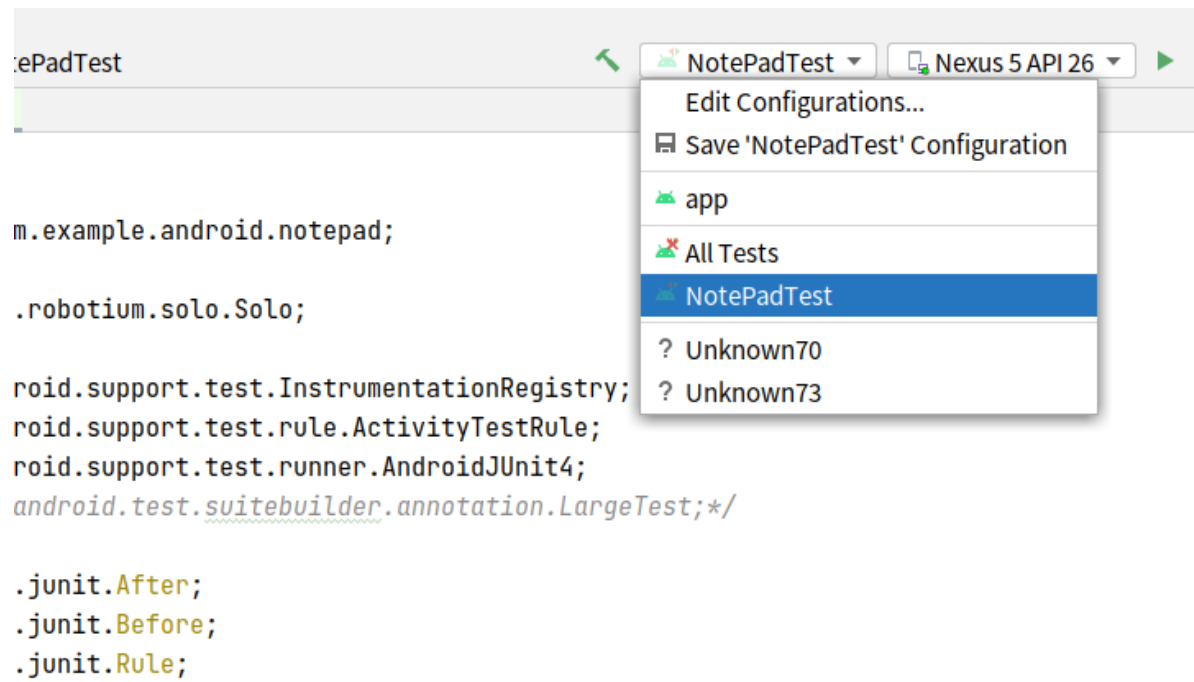 ePadTest
NotePadTest
Nexus 5 API 26
Edit Configurations...
Save 'NotePadTest' Configuration
app
All Tests
NotePadTest
? Unknown70
? Unknown73
m.example.android.notepad;
.robotium.solo.Solo;
roid.support.test.InstrumentationRegistry;
roid.support.test.rule.ActivityTestRule;
roid.support.test.runner.AndroidJUnit4;
android.test.suitebuilder.annotation.LargeTest;*/
.junit.After;
.junit.Before;
.junit.Rule;